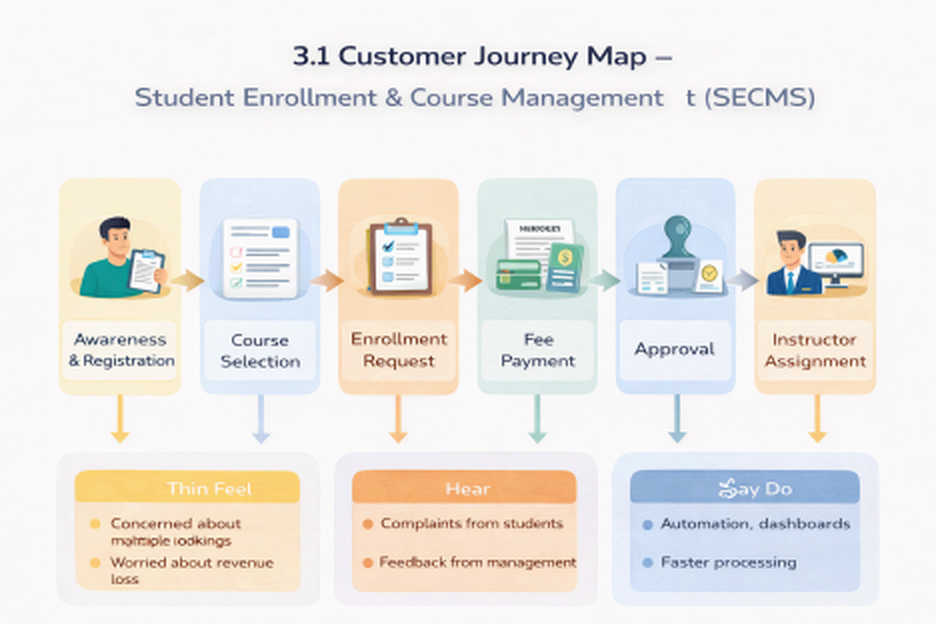 3.1 Customer Journey Map –
Student Enrollment & Course Management t (SECMS)
Awareness
& Registration
Course
Selection
Enrollment
Request
Fee
Payment
Approval
Instructor
Assignment
Thin Feel
Concerned about
Worried about revenue
loss
Hear
Complaints from students
Feedback from management
Say Do
Automation, dashboards
Faster processing